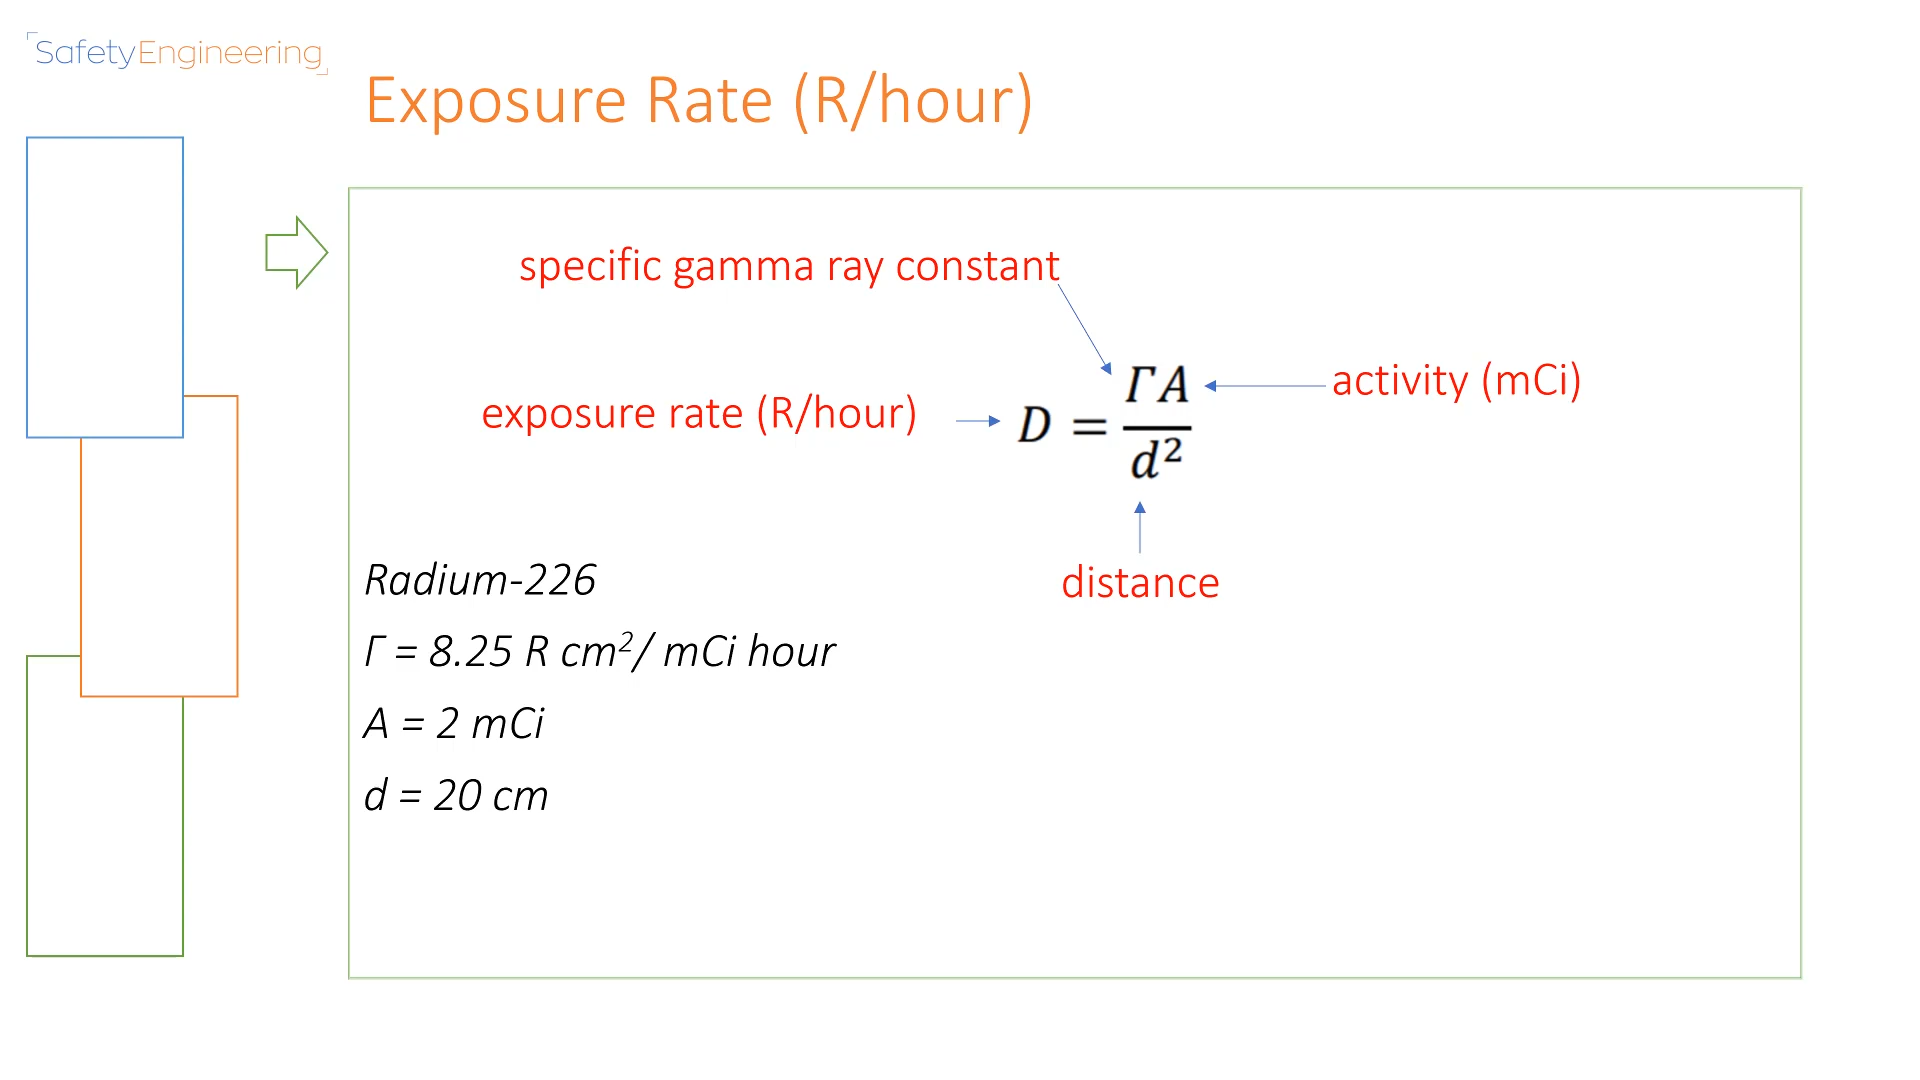 SafetyEngineering
Exposure Rate (R/hour)
specific gamma ray constant
exposure rate (R/hour)
D = ΓA / d²
activity (mCi)
distance
Radium-226
Γ = 8.25 R cm²/ mCi hour
A = 2 mCi
d = 20 cm